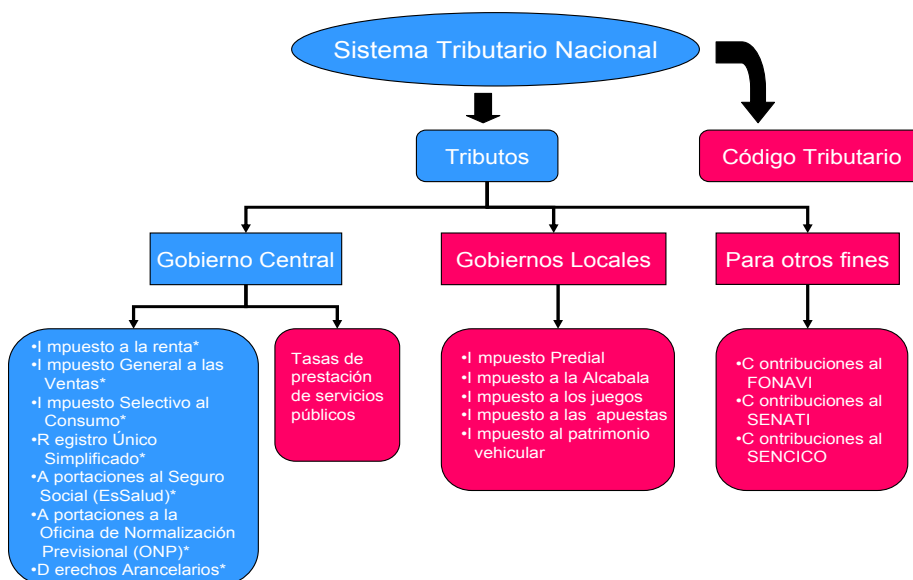 Sistema Tributario Nacional
Tributos
Código Tributario
Gobierno Central
Gobiernos Locales
Para otros fines
•I mpuesto a la renta*
•I mpuesto General a las
Ventas*
•I mpuesto Selectivo al
Consumo*
•R egistro Único
Simplificado*
•A portaciones al Seguro
Social (EsSalud)*
•A portaciones a la
Oficina de Normalización
Previsional (ONP)*
•D erechos Arancelarios*
Tasas de
prestación
de servicios
públicos
•I mpuesto Predial
•I mpuesto a la Alcabala
•I mpuesto a los juegos
•I mpuesto a las apuestas
•I mpuesto al patrimonio
vehicular
•C ontribuciones al
FONAVI
•C ontribuciones al
SENATI
•C ontribuciones al
SENCICO